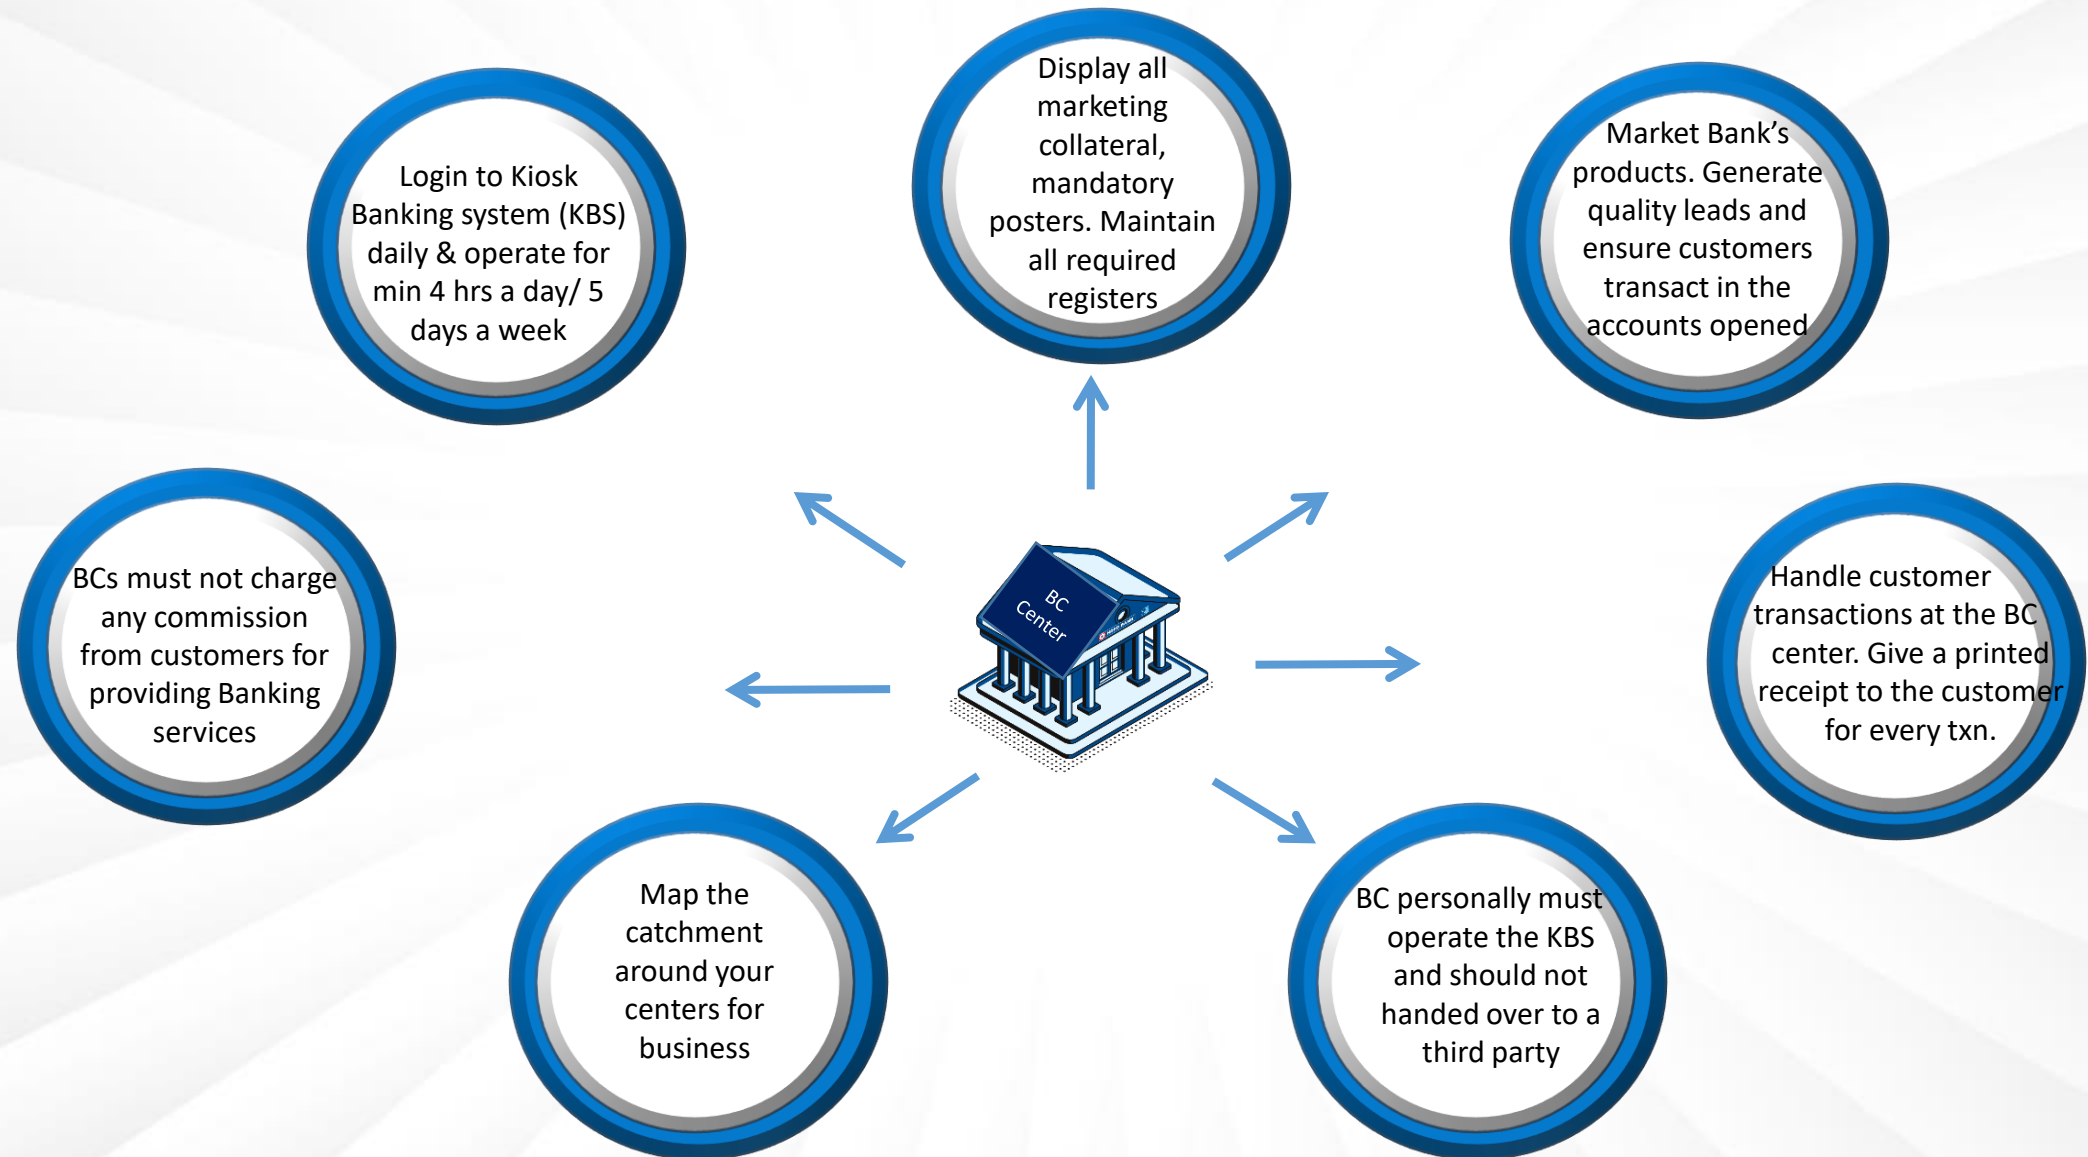 Display all
marketing
collateral,
mandatory
posters. Maintain
all required
registers
Login to Kiosk
Banking system (KBS)
daily & operate for
min 4 hrs a day/ 5
days a week
Market Bank’s
products. Generate
quality leads and
ensure customers
transact in the
accounts opened
BCs must not charge
any commission
from customers for
providing Banking
services
BC
Center
Handle customer
transactions at the BC
center. Give a printed
receipt to the customer
for every txn.
Map the
catchment
around your
centers for
business
BC personally must
operate the KBS
and should not
handed over to a
third party